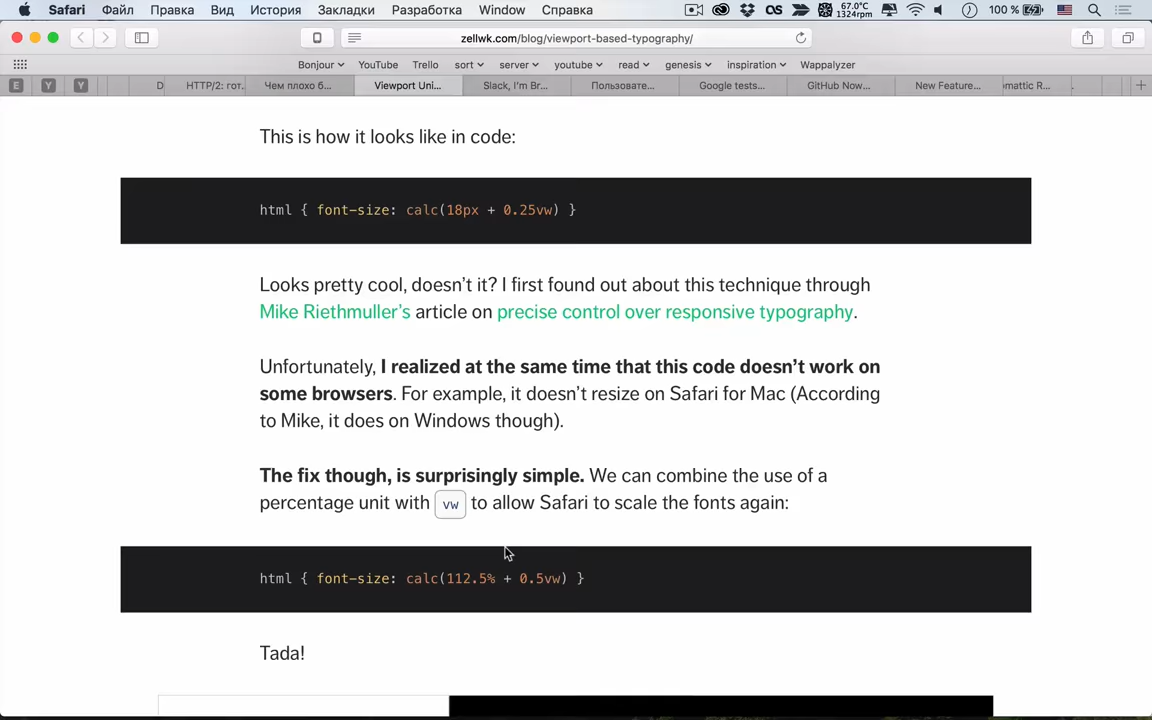 Safari Файл Правка Вид История Закладки Разработка Window Справка 67.0°C 1324rpm 100 %
zellwk.com/blog/viewport-based-typography/
Bonjour YouTube Trello sort server youtube read genesis inspiration Wappalyzer
E Y Y D HTTP/2: гот. Чем плохо б... Viewport Uni... Slack, I'm Br... Пользовате... Google tests... GitHub Now... New Feature... mattic R...
This is how it looks like in code:
html { font-size: calc(18px + 0.25vw) }
Looks pretty cool, doesn't it? I first found out about this technique through
Mike Riethmuller's article on precise control over responsive typography.
Unfortunately, I realized at the same time that this code doesn't work on
some browsers. For example, it doesn't resize on Safari for Mac (According
to Mike, it does on Windows though).
The fix though, is surprisingly simple. We can combine the use of a
percentage unit with vw to allow Safari to scale the fonts again:
html { font-size: calc(112.5% + 0.5vw) }
Tada!